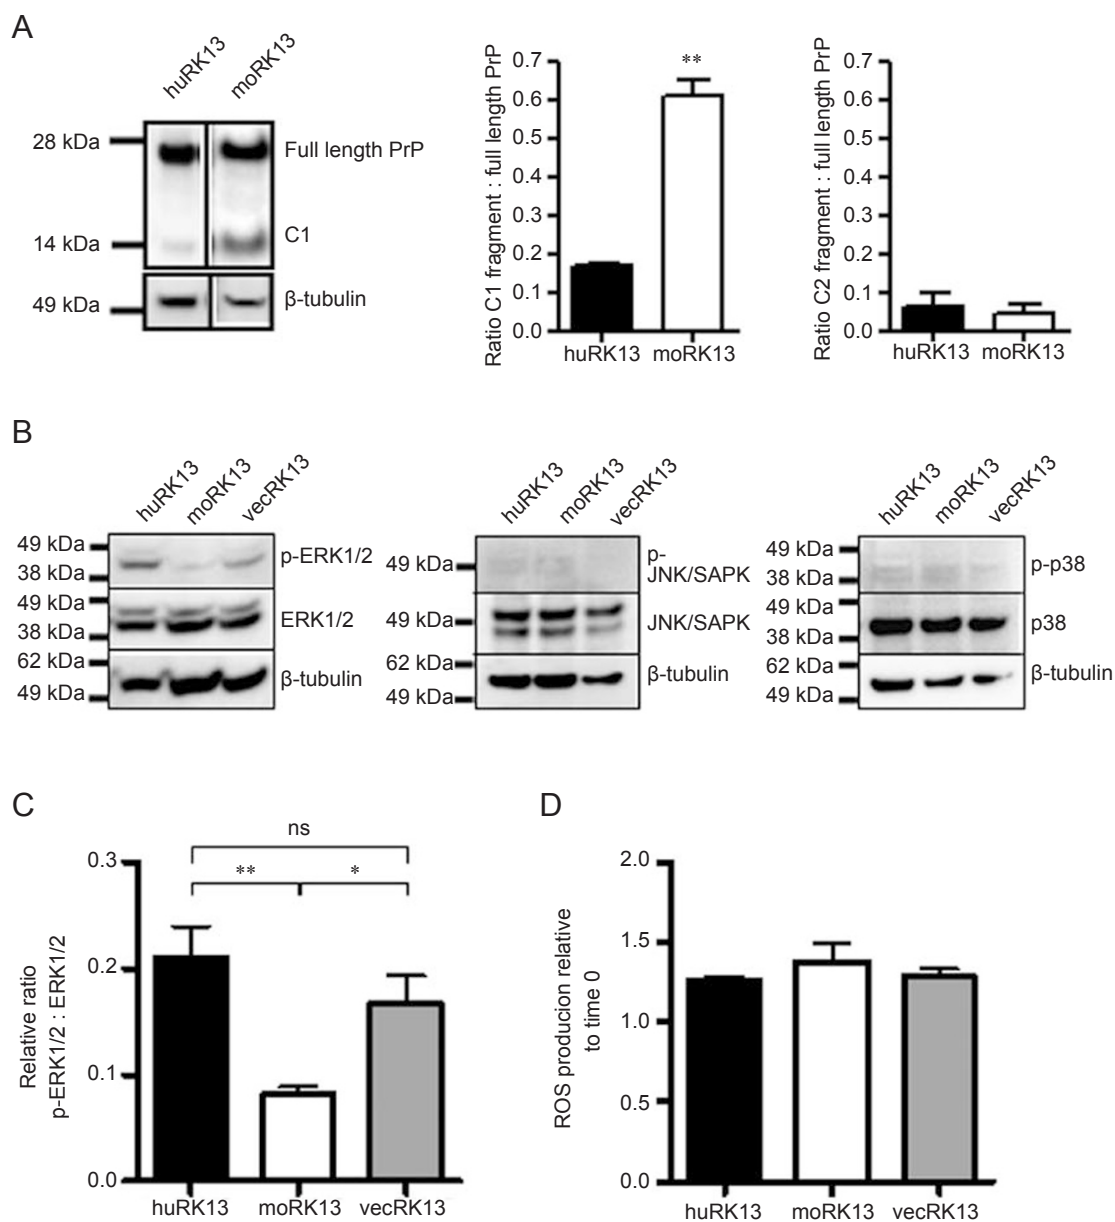 A
huRK13
moRK13
28 kDa
Full length PrP
14 kDa
C1
49 kDa
β-tubulin
Ratio C1 fragment : full length PrP
0.7
0.6
0.5
0.4
0.3
0.2
0.1
0.0
**
huRK13
moRK13
Ratio C2 fragment : full length PrP
0.7
0.6
0.5
0.4
0.3
0.2
0.1
0.0
huRK13
moRK13
B
huRK13
moRK13
vecRK13
49 kDa
38 kDa
p-ERK1/2
49 kDa
38 kDa
ERK1/2
62 kDa
49 kDa
β-tubulin
huRK13
moRK13
vecRK13
49 kDa
p-
JNK/SAPK
49 kDa
JNK/SAPK
62 kDa
49 kDa
β-tubulin
huRK13
moRK13
vecRK13
49 kDa
38 kDa
p-p38
49 kDa
38 kDa
p38
62 kDa
49 kDa
β-tubulin
C
Relative ratio
p-ERK1/2 : ERK1/2
0.3
0.2
0.1
0.0
ns
**
*
huRK13
moRK13
vecRK13
D
ROS producion relative
to time 0
2.0
1.5
1.0
0.5
0.0
huRK13
moRK13
vecRK13